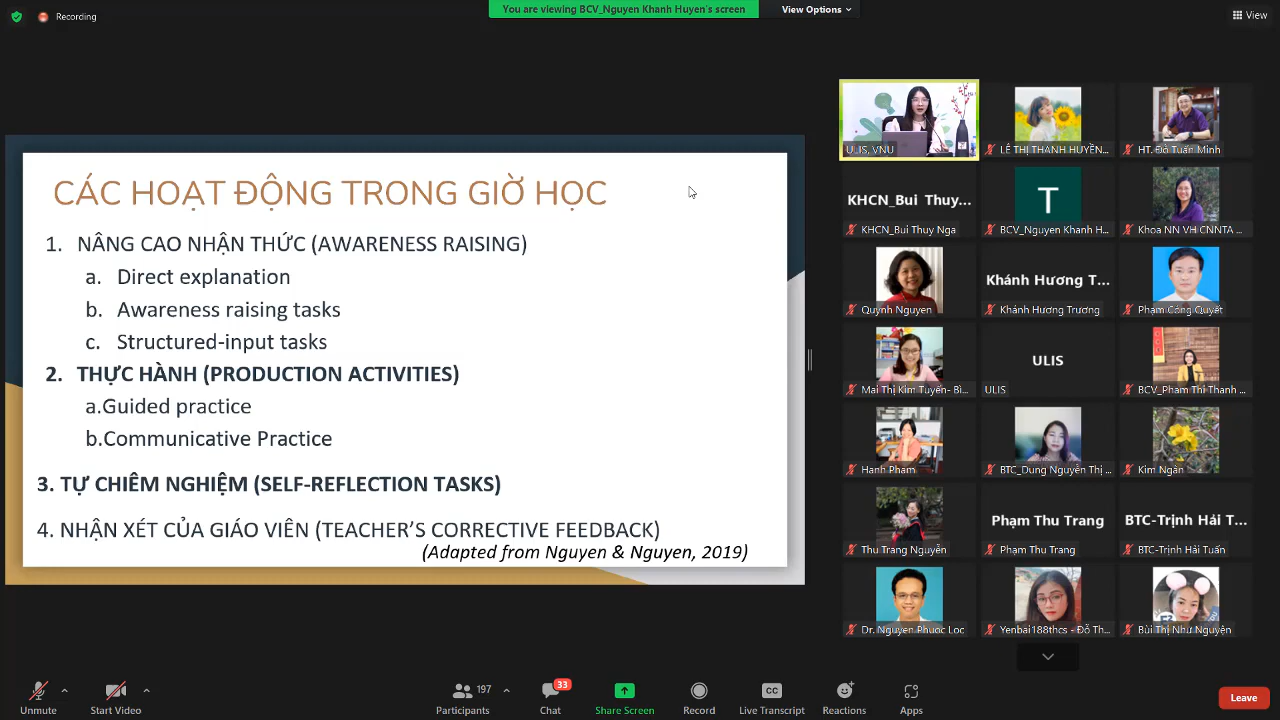 Recording
You are viewing BCV_Nguyen Khanh Huyen's screen
View Options
View
CÁC HOẠT ĐỘNG TRONG GIỜ HỌC
1. NÂNG CAO NHẬN THỨC (AWARENESS RAISING)
a. Direct explanation
b. Awareness raising tasks
c. Structured-input tasks
2. THỰC HÀNH (PRODUCTION ACTIVITIES)
a.Guided practice
b.Communicative Practice
3. TỰ CHIÊM NGHIỆM (SELF-REFLECTION TASKS)
4. NHẬN XÉT CỦA GIÁO VIÊN (TEACHER'S CORRECTIVE FEEDBACK)
(Adapted from Nguyen & Nguyen, 2019)
ULIS, VNU
LÊ THỊ THANH HUYỀN...
HT. Đỗ Tuấn Minh
KHCN_Bui Thuy...
KHCN_Bui Thuy Nga
T
BCV_Nguyen Khanh H...
Khoa NN VH CNNTA ...
Quỳnh Nguyen
Khánh Hương T...
Khánh Hương Trương
Phạm Công Quyết
Mai Thị Kim Tuyến- Bì...
ULIS
ULIS
BCV_Pham Thi Thanh ...
Hanh Pham
BTC_Dung Nguyễn Thị ...
Kim Ngân
Thu Trang Nguyễn
Phạm Thu Trang
Phạm Thu Trang
BTC-Trịnh Hải T...
BTC-Trịnh Hải Tuấn
Dr. Nguyen Phuoc Loc
Yenbai188thcs - Đỗ Th...
Bùi Thị Như Nguyện
Unmute
Start Video
197
Participants
33
Chat
Share Screen
Record
CC
Live Transcript
Reactions
Apps
Leave